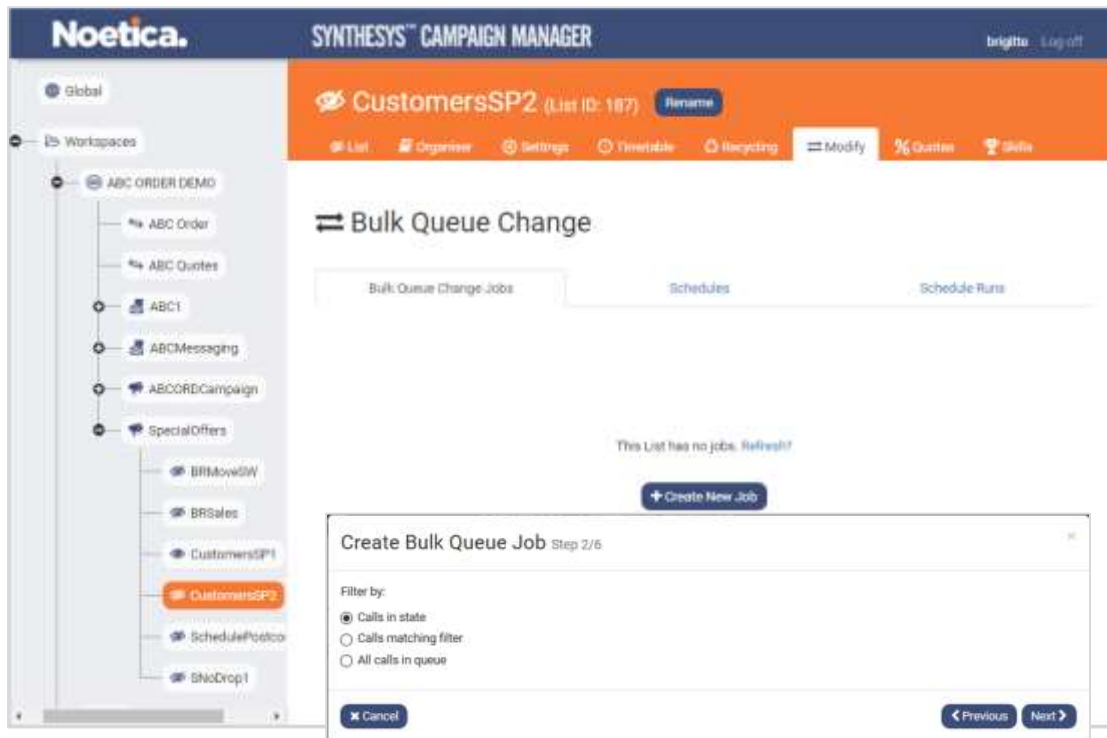 Noetica.
SYNTHESYS™ CAMPAIGN MANAGER
brigitte Log off
Global
Workspaces
ABC ORDER DEMO
ABC Order
ABC Quotes
ABC1
ABCMessaging
ABCORDCampaign
SpecialOffers
BRMoveSW
BRSales
CustomersSP1
CustomersSP2
SchedulePostco
SNoDrop1
CustomersSP2 (List ID: 187) Rename
List Organiser Settings Timetable Recycling Modify Quotas Skills
Bulk Queue Change
Bulk Queue Change Jobs Schedules Schedule Runs
This List has no jobs. Refresh?
Create New Job
Create Bulk Queue Job Step 2/6
Filter by:
Calls in state
Calls matching filter
All calls in queue
Cancel Previous Next